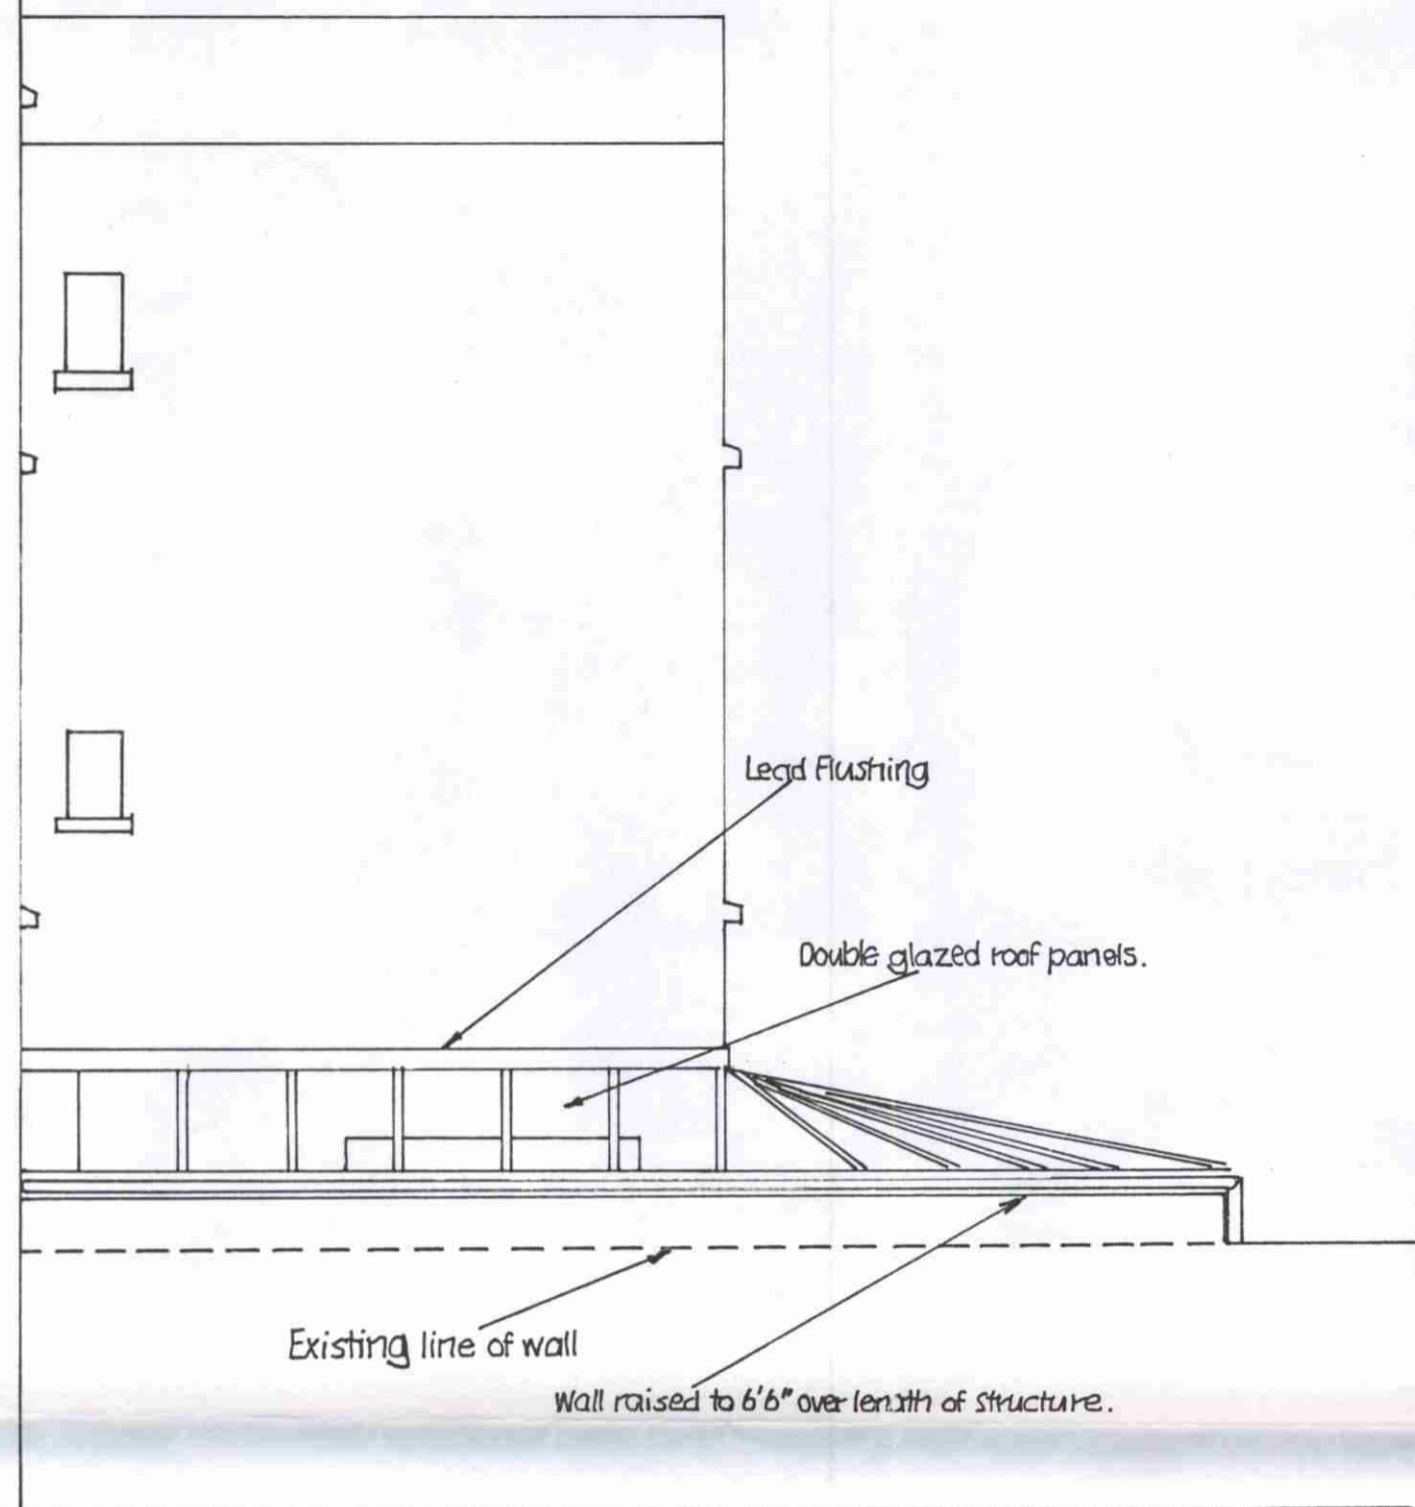 Lead Flushing
Double glazed roof panels.
Existing line of wall
Wall raised to 6'6" over length of structure.